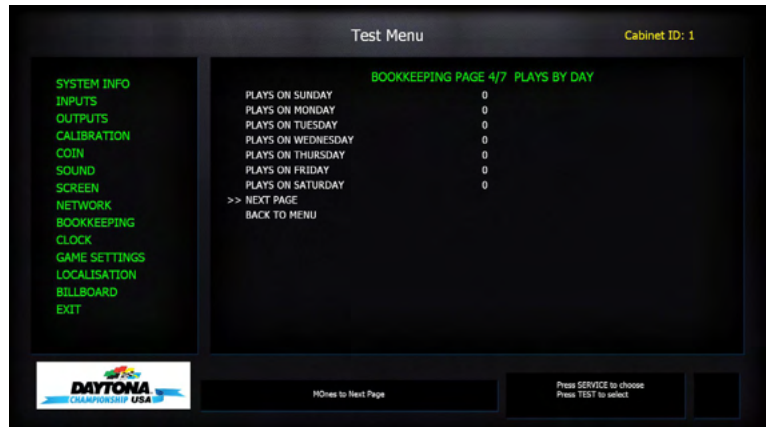 Test Menu
Cabinet ID: 1
SYSTEM INFO
INPUTS
OUTPUTS
CALIBRATION
COIN
SOUND
SCREEN
NETWORK
BOOKKEEPING
CLOCK
GAME SETTINGS
LOCALISATION
BILLBOARD
EXIT
BOOKKEEPING PAGE 4/7 PLAYS BY DAY
PLAYS ON SUNDAY 0
PLAYS ON MONDAY 0
PLAYS ON TUESDAY 0
PLAYS ON WEDNESDAY 0
PLAYS ON THURSDAY 0
PLAYS ON FRIDAY 0
PLAYS ON SATURDAY 0
>> NEXT PAGE
BACK TO MENU
DAYTONA
CHAMPIONSHIP USA
MOnes to Next Page
Press SERVICE to choose
Press TEST to select